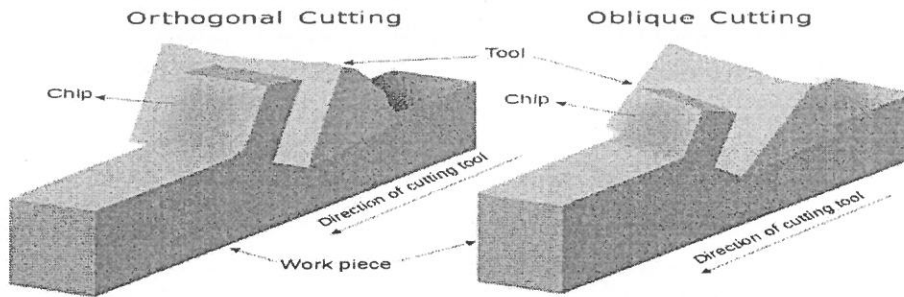 Orthogonal Cutting
Oblique Cutting
Tool
Chip
Chip
Direction of cutting tool
Direction of cutting tool
Work piece